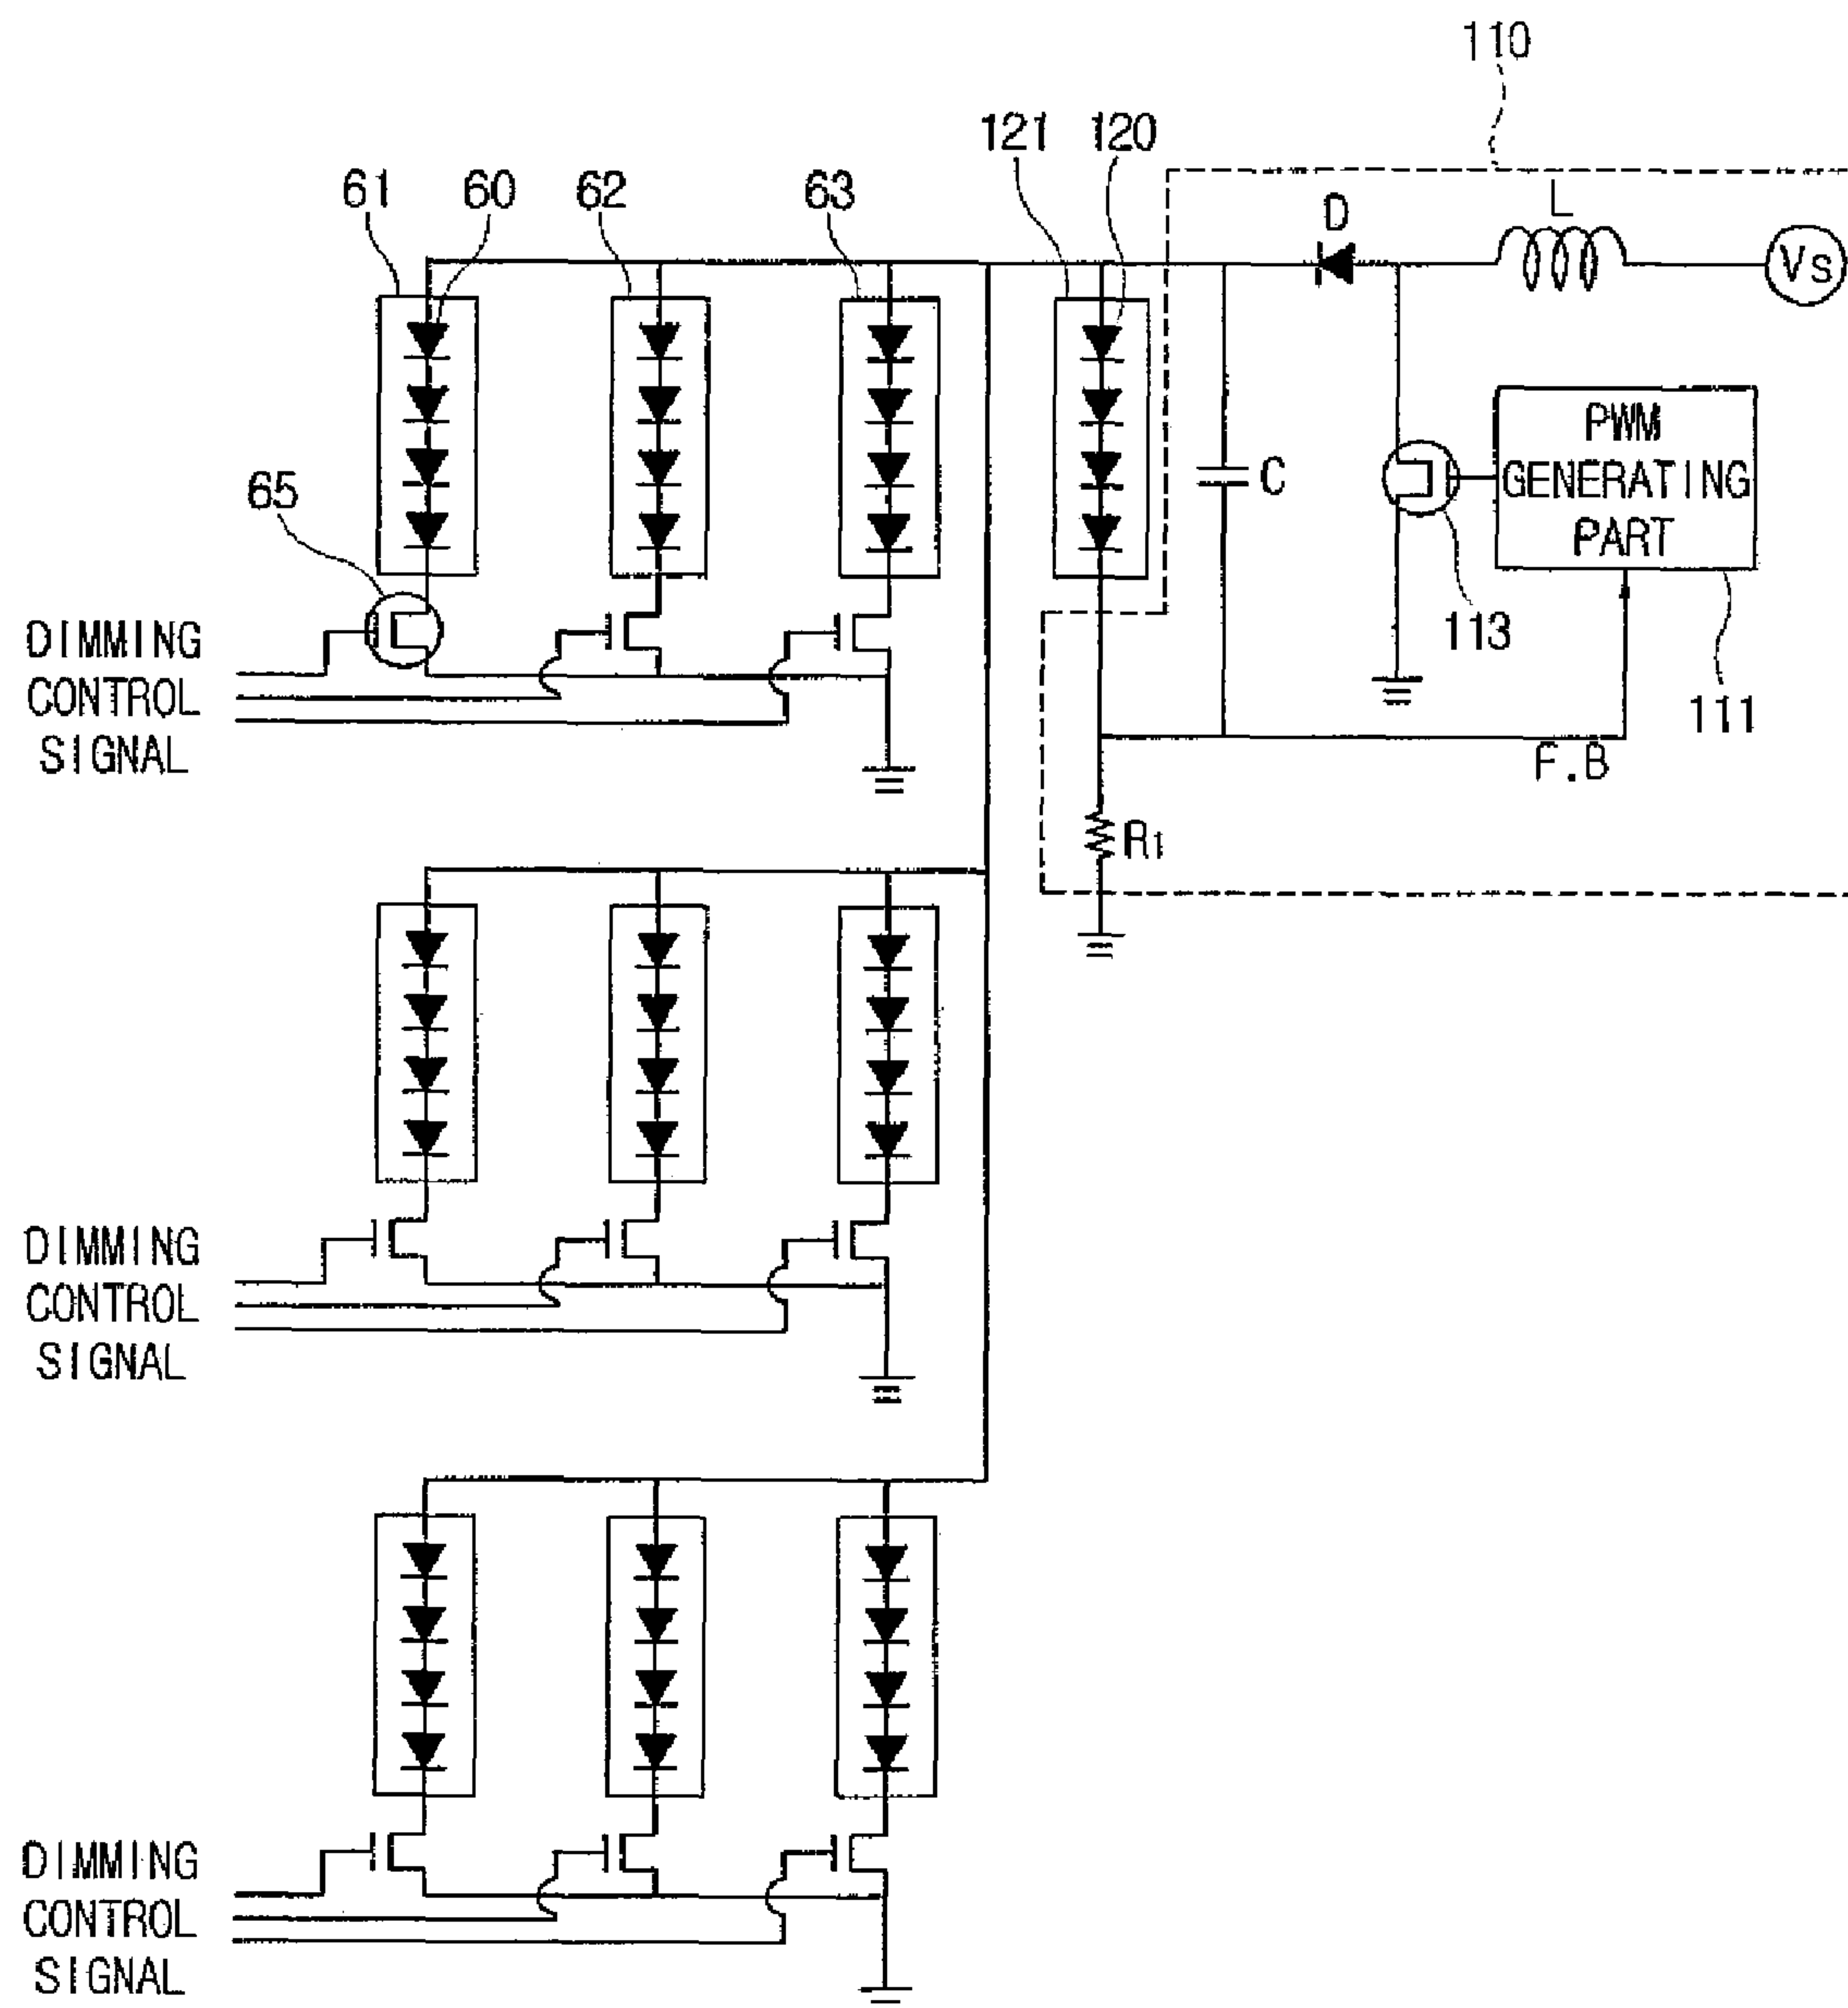 110
121 120
61 60 62 63
D L
Vs
65
C
PWM
GENERATING
PART
DIMMING
CONTROL
SIGNAL
113
111
F.B
R1
DIMMING
CONTROL
SIGNAL
DIMMING
CONTROL
SIGNAL